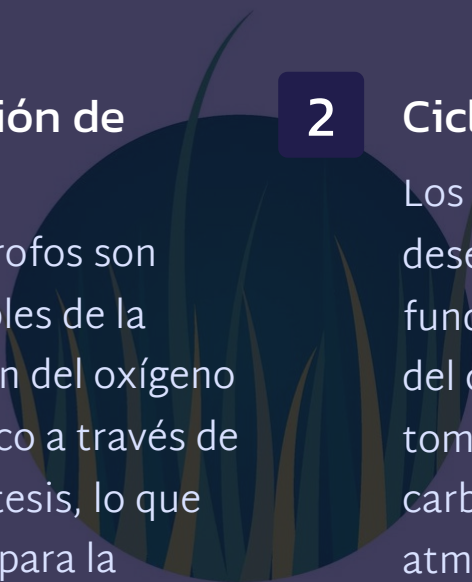 ión de
rofos son
les de la
n del oxígeno
co a través de
tesis, lo que
para la
2
Cicl
Los
dese
func
del c
tom
carb
atm